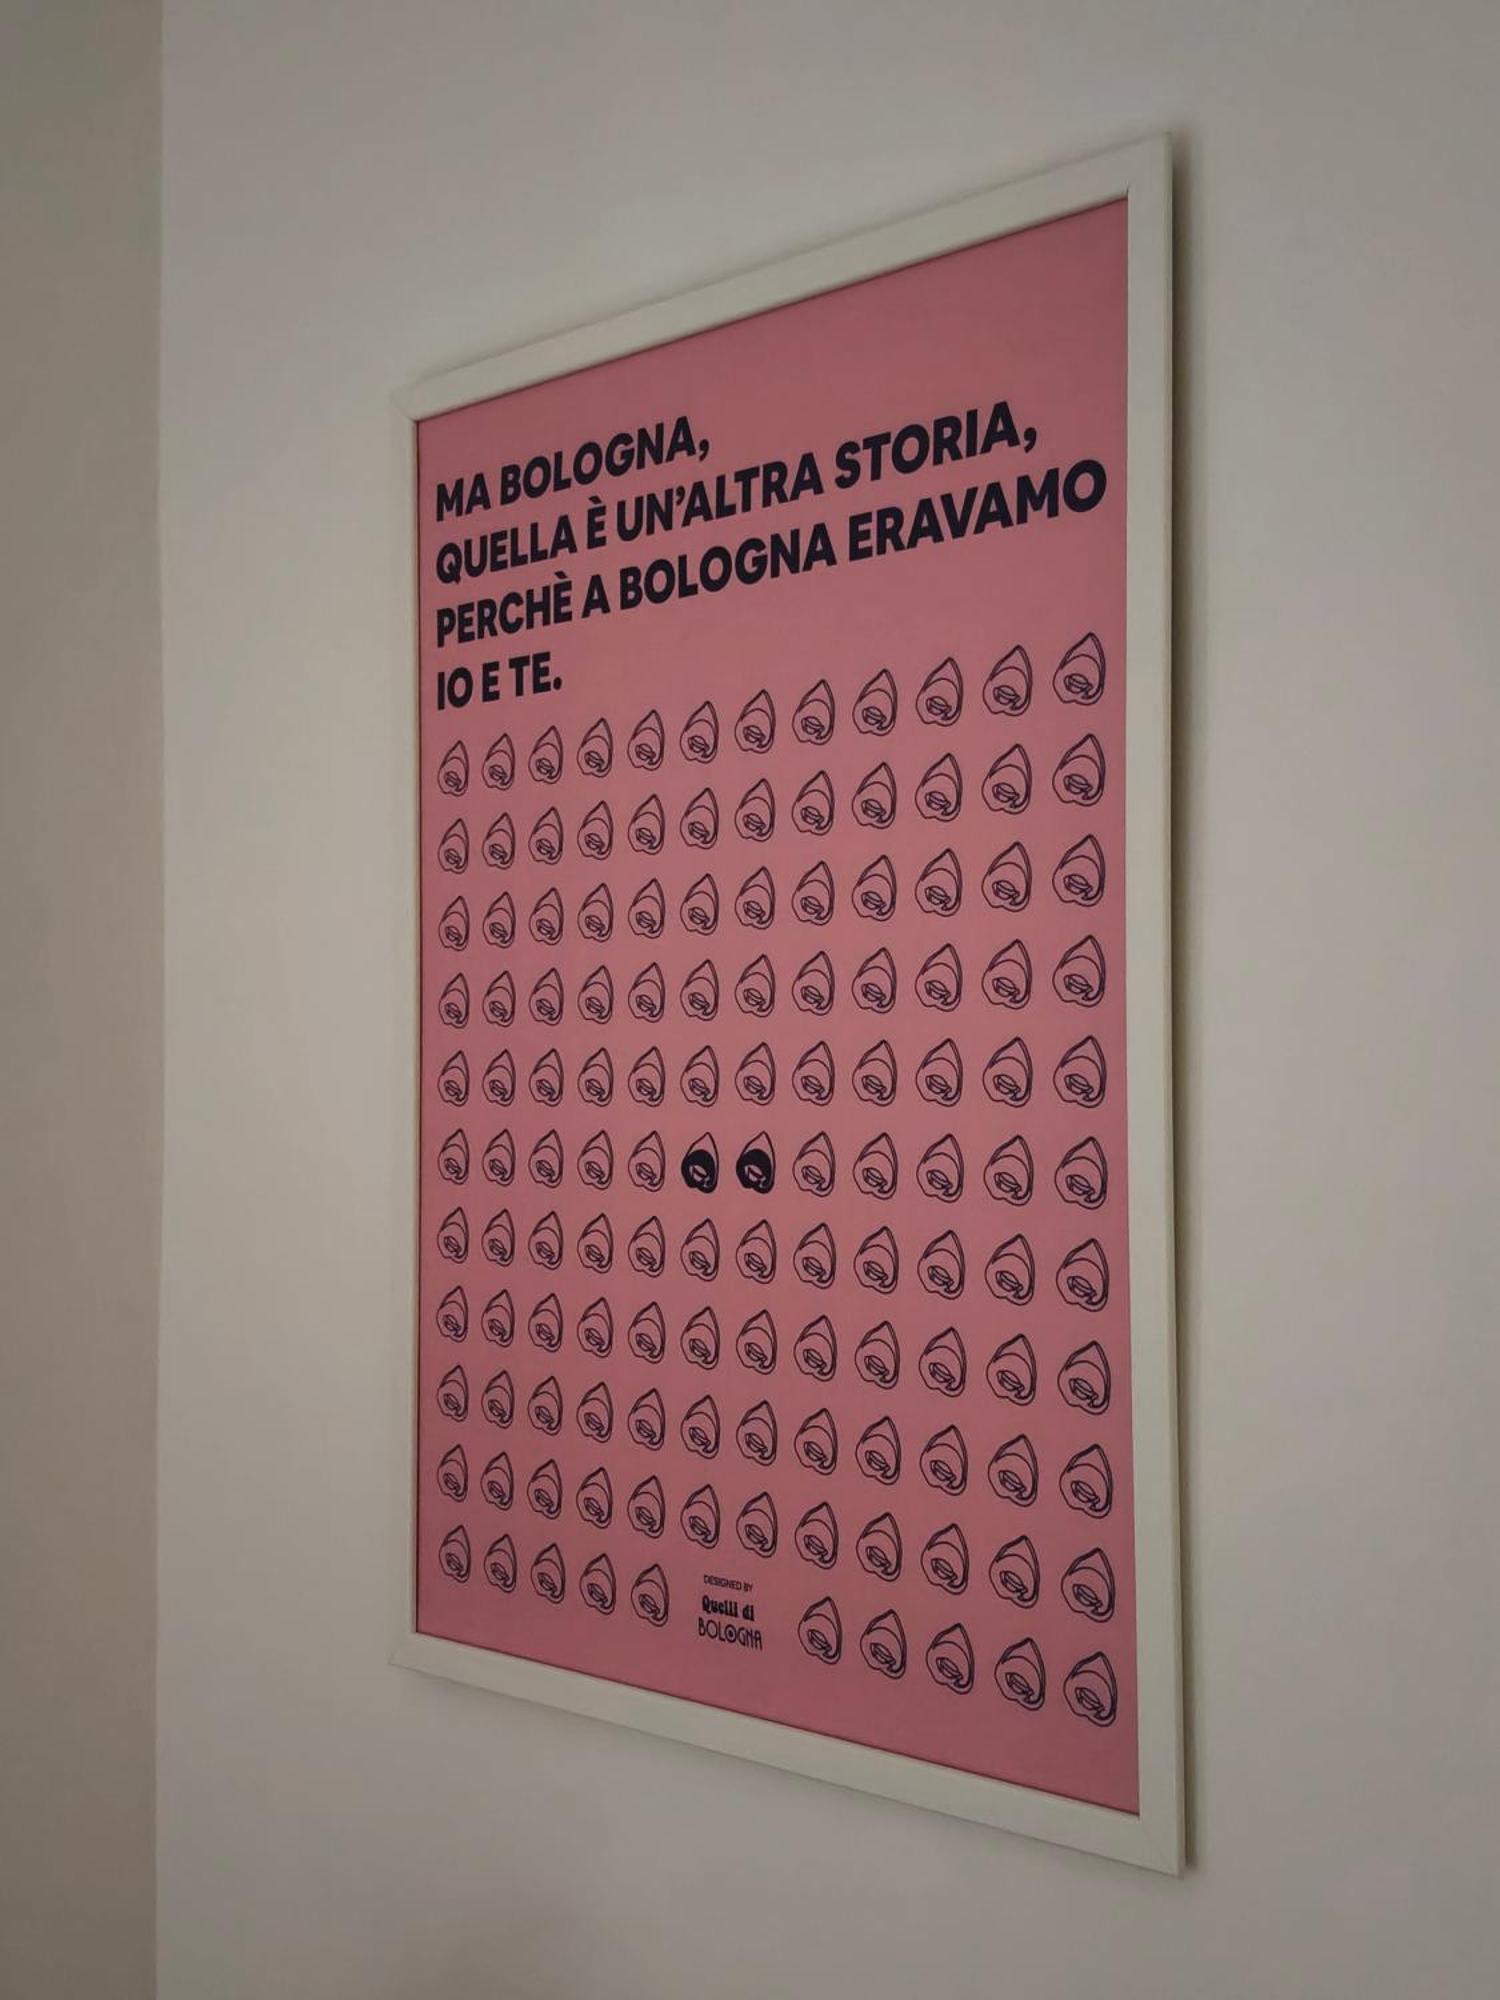 MA BOLOGNA,
QUELLA È UN’ALTRA STORIA,
PERCHÈ A BOLOGNA ERAVAMO
IO E TE.
DESIGNED BY
Quelli di
BOLOGNA